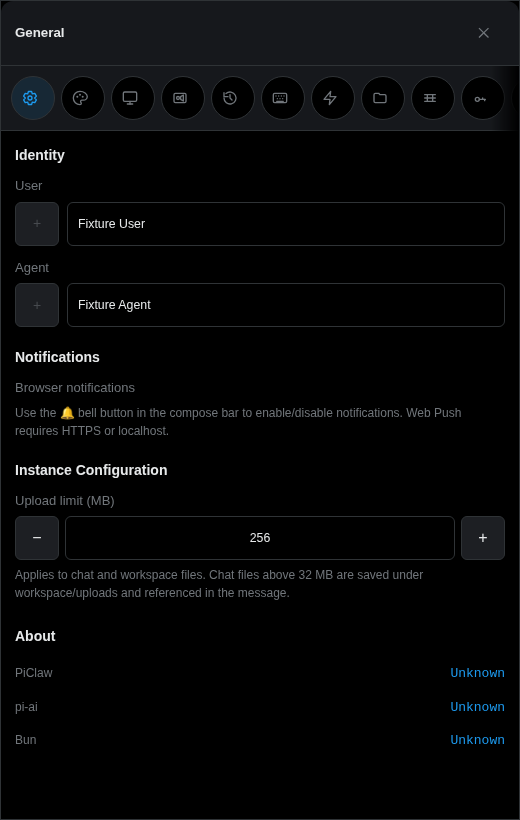 General
Identity
User
+
Fixture User
Agent
+
Fixture Agent
Notifications
Browser notifications
Use the 🔔 bell button in the compose bar to enable/disable notifications. Web Push
requires HTTPS or localhost.
Instance Configuration
Upload limit (MB)
− 256 +
Applies to chat and workspace files. Chat files above 32 MB are saved under
workspace/uploads and referenced in the message.
About
PiClaw Unknown
pi-ai Unknown
Bun Unknown